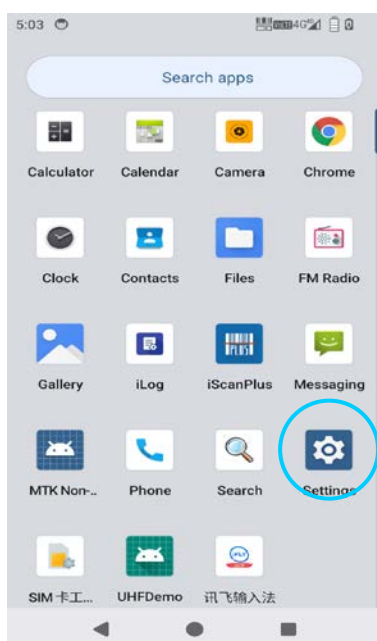 5:03
4G
Search apps
Calculator Calendar Camera Chrome
Clock Contacts Files FM Radio
Gallery iLog iScanPlus Messaging
MTK Non-.. Phone Search Settings
SIM 卡工... UHFDemo 讯飞输入法